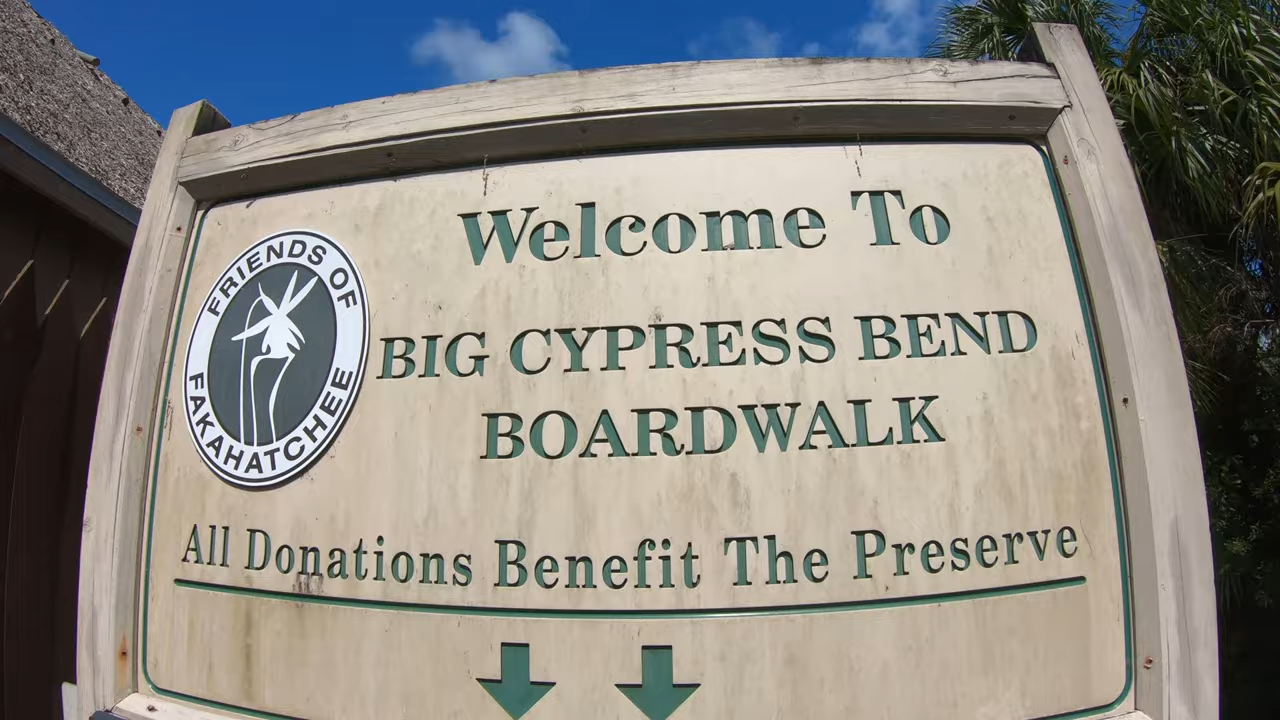 FRIENDS OF
FAKAHATCHEE
Welcome To
BIG CYPRESS BEND
BOARDWALK
All Donations Benefit The Preserve